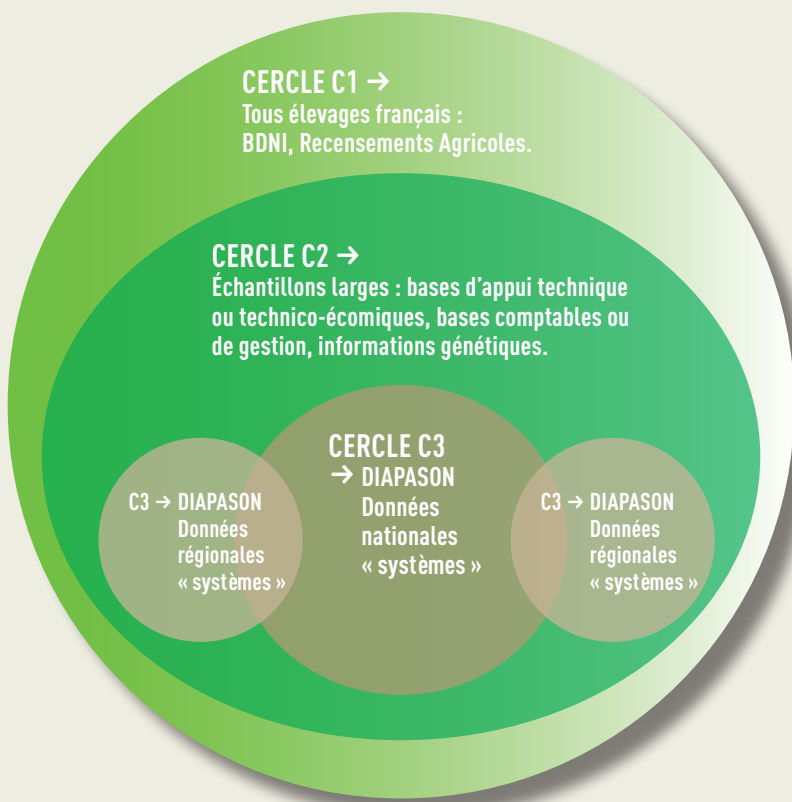 CERCLE C1 →
Tous élevages français :
BDNI, Recensements Agricoles.
CERCLE C2 →
Échantillons larges : bases d’appui technique
ou technico-écomiques, bases comptables ou
de gestion, informations génétiques.
CERCLE C3
→ DIAPASON
Données
nationales
« systèmes »
C3 → DIAPASON
Données
régionales
« systèmes »
C3 → DIAPASON
Données
régionales
« systèmes »